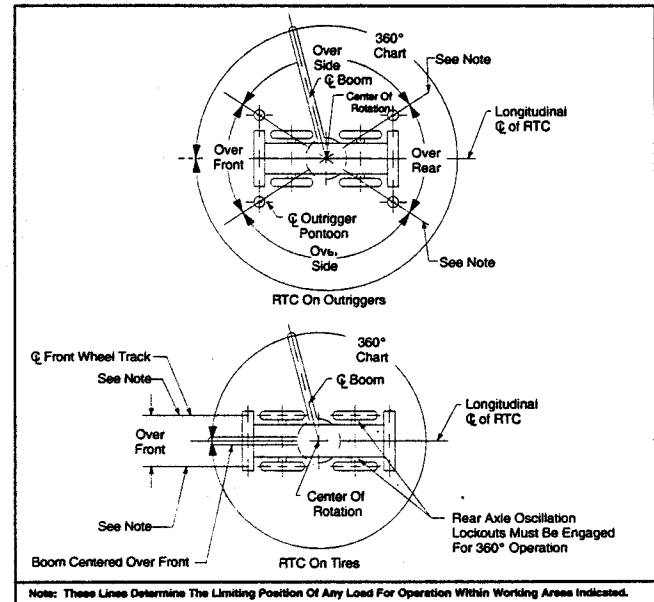 360°
Chart
Over
Side
℄ Boom
See Note
Center Of
Rotation
Longitudinal
℄ of RTC
Over
Front
Over
Rear
℄ Outrigger
Pontoon
Over
Side
See Note
RTC On Outriggers
360°
Chart
℄ Front Wheel Track
See Note
℄ Boom
Longitudinal
℄ of RTC
Over
Front
See Note
Center Of
Rotation
Rear Axle Oscillation
Lockouts Must Be Engaged
For 360° Operation
Boom Centered Over Front
RTC On Tires
Note: These Lines Determine The Limiting Position Of Any Load For Operation Within Working Areas Indicated.